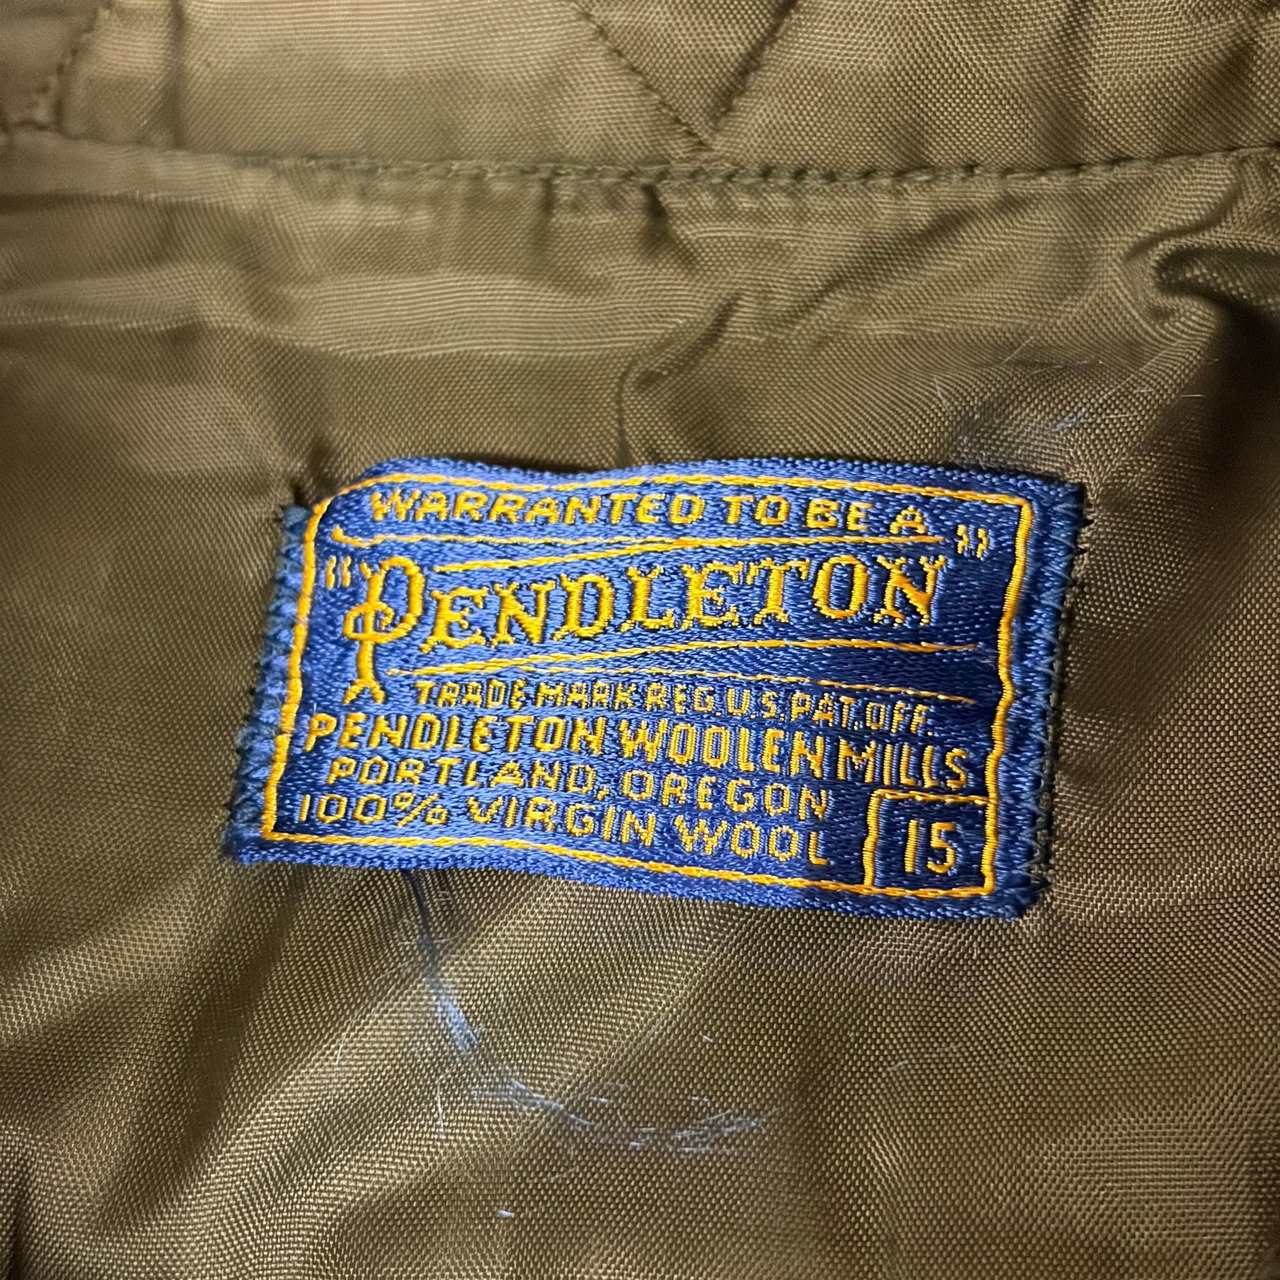 WARRANTED TO BE A
"PENDLETON"
TRADE MARK REG. U.S. PAT. OFF.
PENDLETON WOOLEN MILLS
PORTLAND, OREGON
100% VIRGIN WOOL
15